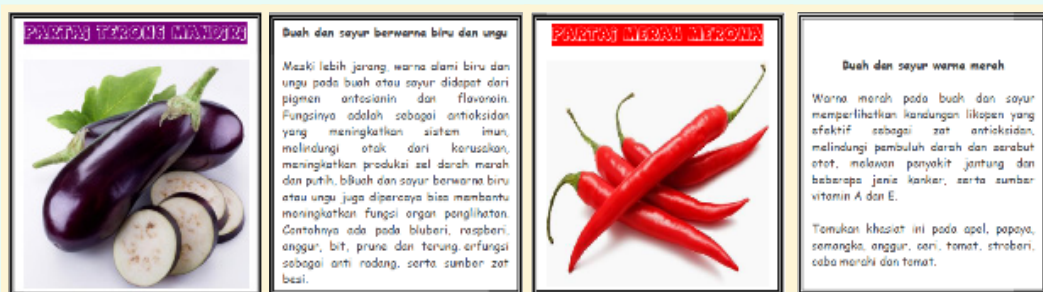 PARTAI TERONG MANDIRI
Buah dan sayur berwarna biru dan ungu
Meski lebih jarang, warna alami biru dan
ungu pada buah atau sayur didapat dari
pigmen antosianin dan flavonoin.
Fungsinya adalah sebagai antioksidan
yang meningkatkan sistem imun,
melindungi otak dari kerusakan,
meningkatkan produksi sel darah merah
dan putih, bBuah dan sayur berwarna biru
atau ungu juga dipercaya bisa membantu
meningkatkan fungsi organ penglihatan.
Contohnya ada pada bluberi, raspberi,
anggur, bit, prune dan terung. erfungsi
sebagai anti radang, serta sumber zat
besi.
PARTAI MERAH MERONA
Buah dan sayur warna merah
Warna merah pada buah dan sayur
memperlihatkan kandungan likopen yang
efektif sebagai zat antioksidan,
melindungi pembuluh darah dan serabut
otot, melawan penyakit jantung dan
beberapa jenis kanker, serta sumber
vitamin A dan E.
Temukan khasiat ini pada apel, papaya,
semangka, anggur, ceri, tomat, stroberi,
cabe merahi dan tomat.